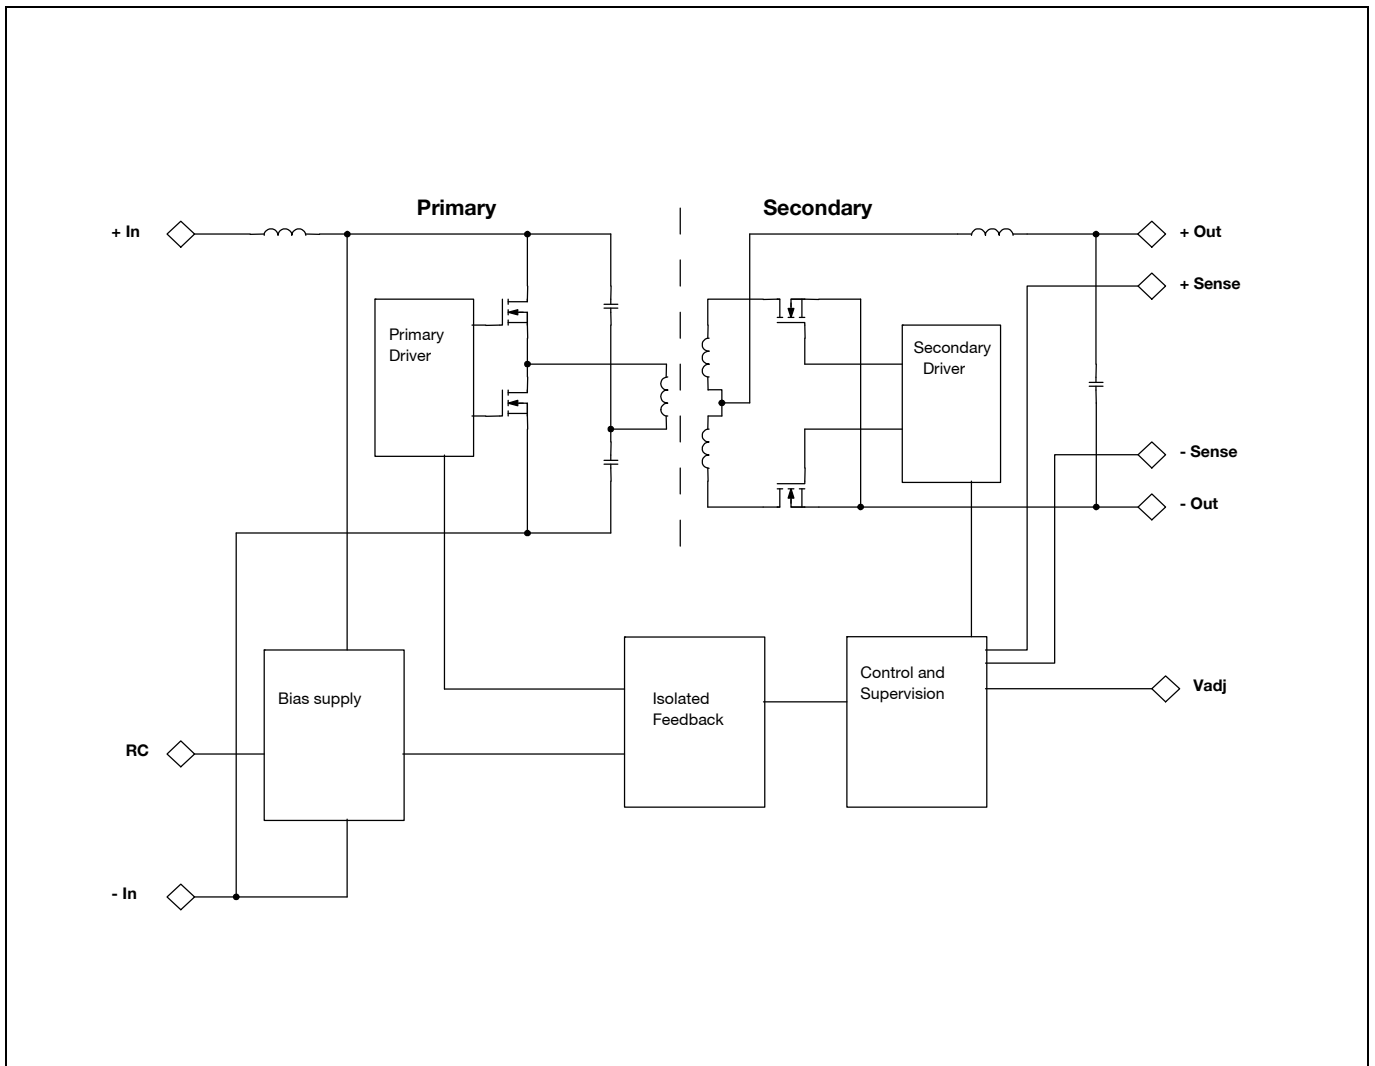 Primary
Secondary
+ In
+ Out
+ Sense
Primary
Driver
Secondary
Driver
- Sense
- Out
Bias supply
Isolated
Feedback
Control and
Supervision
Vadj
RC
- In